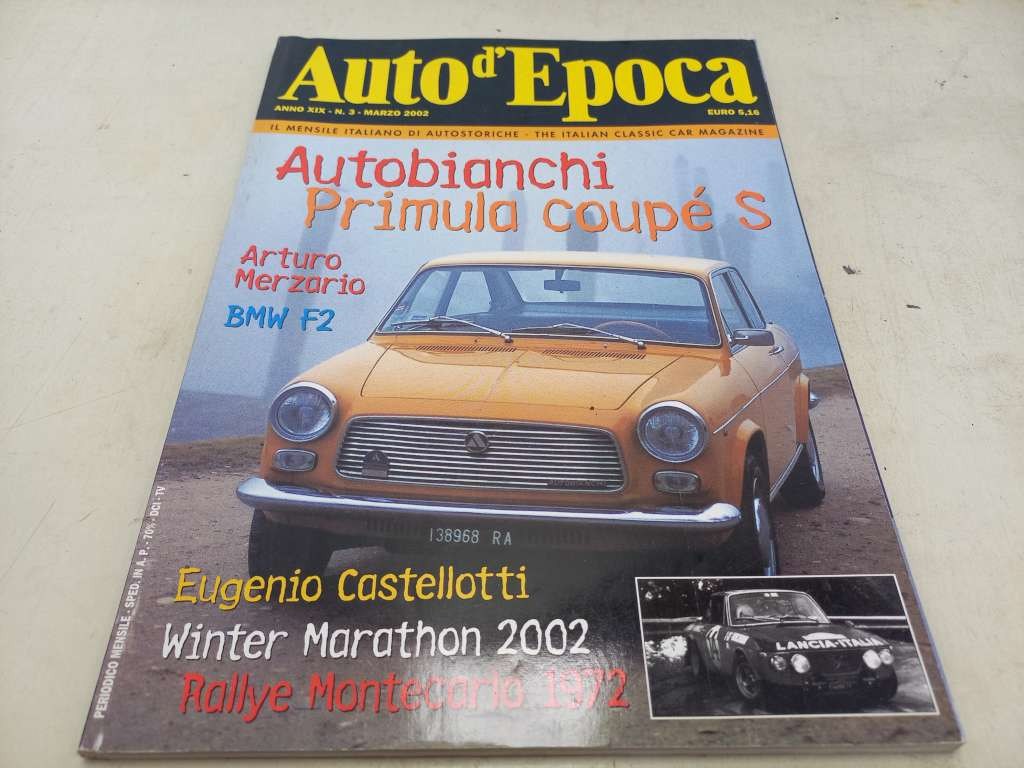 Auto d'Epoca
ANNO XIX - N. 3 - MARZO 2002
EURO 5,16
IL MENSILE ITALIANO DI AUTOSTORICHE - THE ITALIAN CLASSIC CAR MAGAZINE
Autobianchi
Primula coupé S
Arturo
Merzario
BMW F2
AUTOBIANCHI
138968 RA
Eugenio Castellotti
Winter Marathon 2002
Rallye Montecarlo 1972
LANCIA-ITALIA
PERIODICO MENSILE - SPED. IN A. P. - 70% - DCI - TV